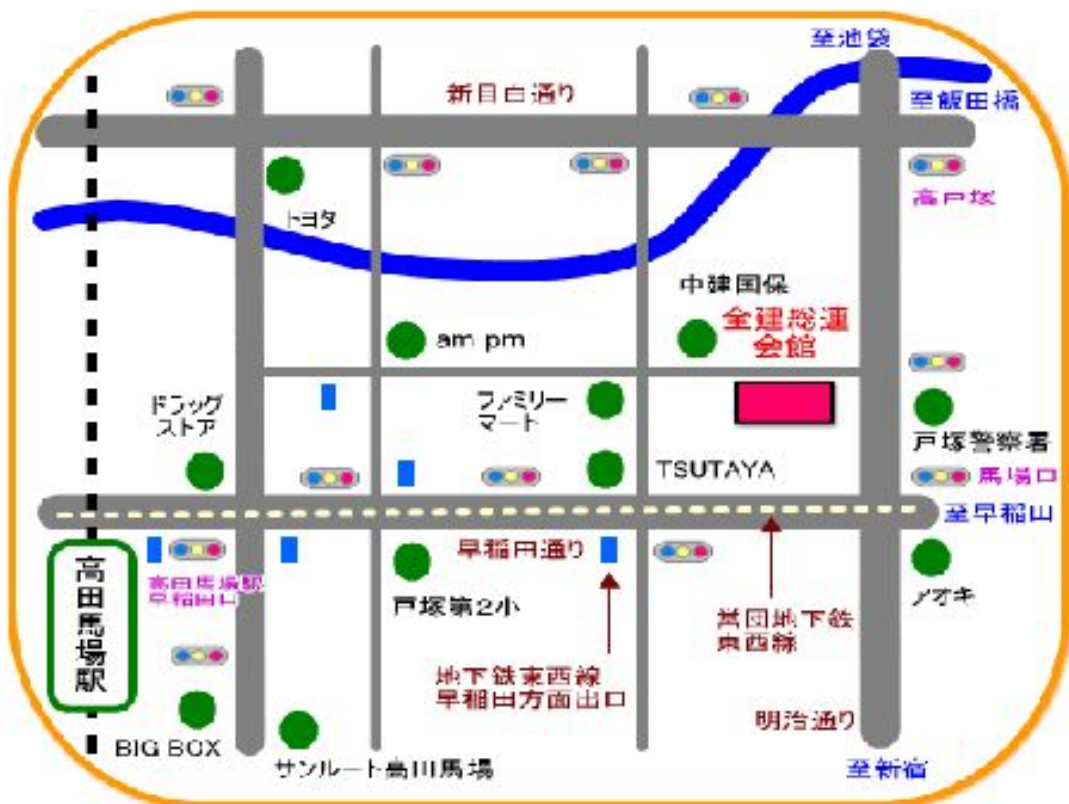 至池袋
新目白通り
至飯田橋
高戸塚
トヨタ
中建国保
全建総連
会館
am pm
ドラッグ
ストア
ファミリー
マート
戸塚警察署
TSUTAYA
馬場口
至早稲田
早稲田通り
高田馬場駅
高田馬場駅
早稲田口
戸塚第2小
営団地下鉄
東西線
アオキ
地下鉄東西線
早稲田方面出口
明治通り
BIG BOX
サンルート高田馬場
至新宿